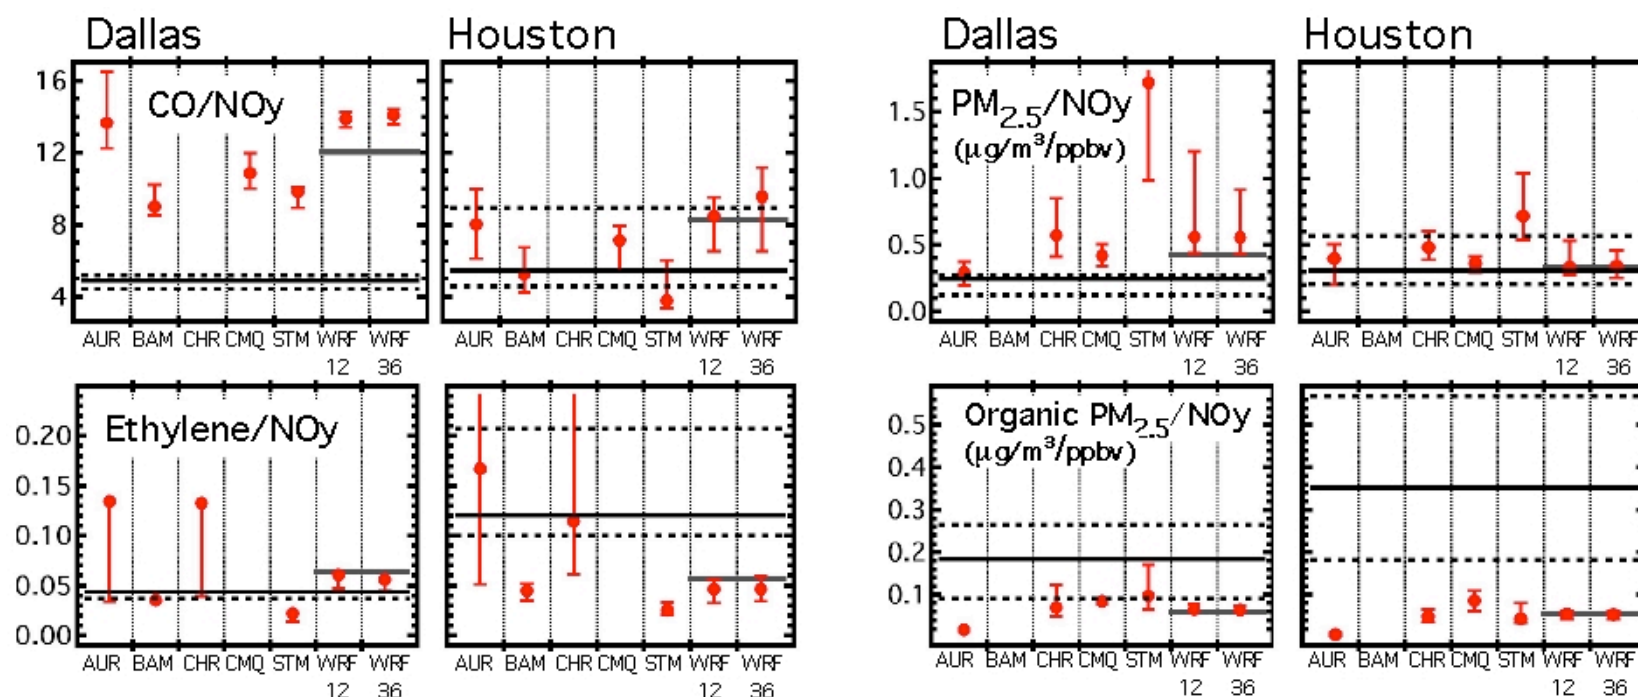 Dallas Houston Dallas Houston
16
12
8
4
CO/NOy
1.5
1.0
0.5
0.0
PM2.5/NOy
(µg/m³/ppbv)
AUR BAM CHR CMQ STM WRF WRF AUR BAM CHR CMQ STM WRF WRF AUR BAM CHR CMQ STM WRF WRF AUR BAM CHR CMQ STM WRF WRF
12 36 12 36 12 36 12 36
0.20
0.15
0.10
0.05
0.00
Ethylene/NOy
0.5
0.4
0.3
0.2
0.1
Organic PM2.5/NOy
(µg/m³/ppbv)
AUR BAM CHR CMQ STM WRF WRF AUR BAM CHR CMQ STM WRF WRF AUR BAM CHR CMQ STM WRF WRF AUR BAM CHR CMQ STM WRF WRF
12 36 12 36 12 36 12 36